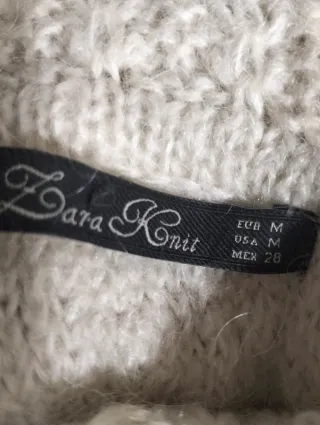 Zara Knit
EUR M
USA M
MEX 28